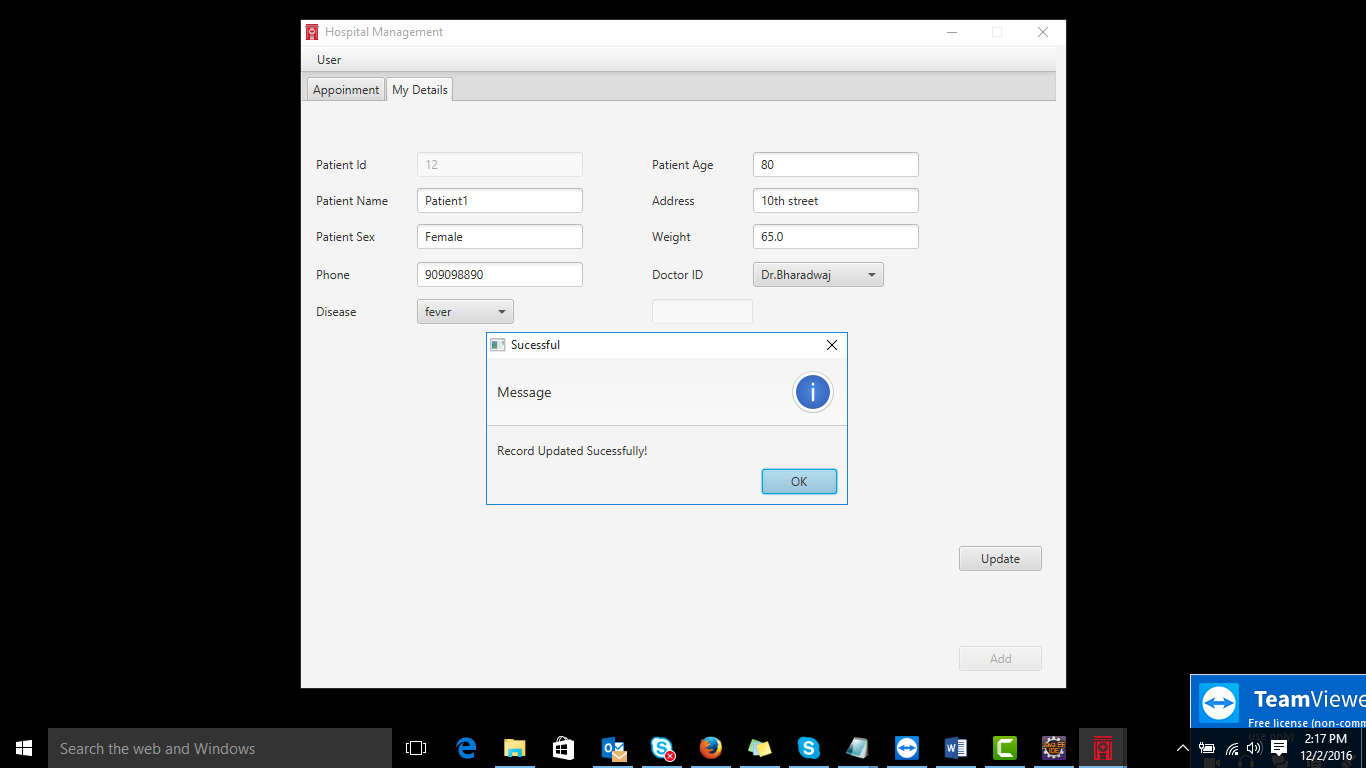 Hospital Management
User
Appoinment My Details
Patient Id 12 Patient Age 80
Patient Name Patient1 Address 10th street
Patient Sex Female Weight 65.0
Phone 909098890 Doctor ID Dr.Bharadwaj
Disease fever
Sucessful
Message
Record Updated Sucessfully!
OK
Update
Add
TeamViewe
Free license (non-comm
use only)
Search the web and Windows
2:17 PM
12/2/2016